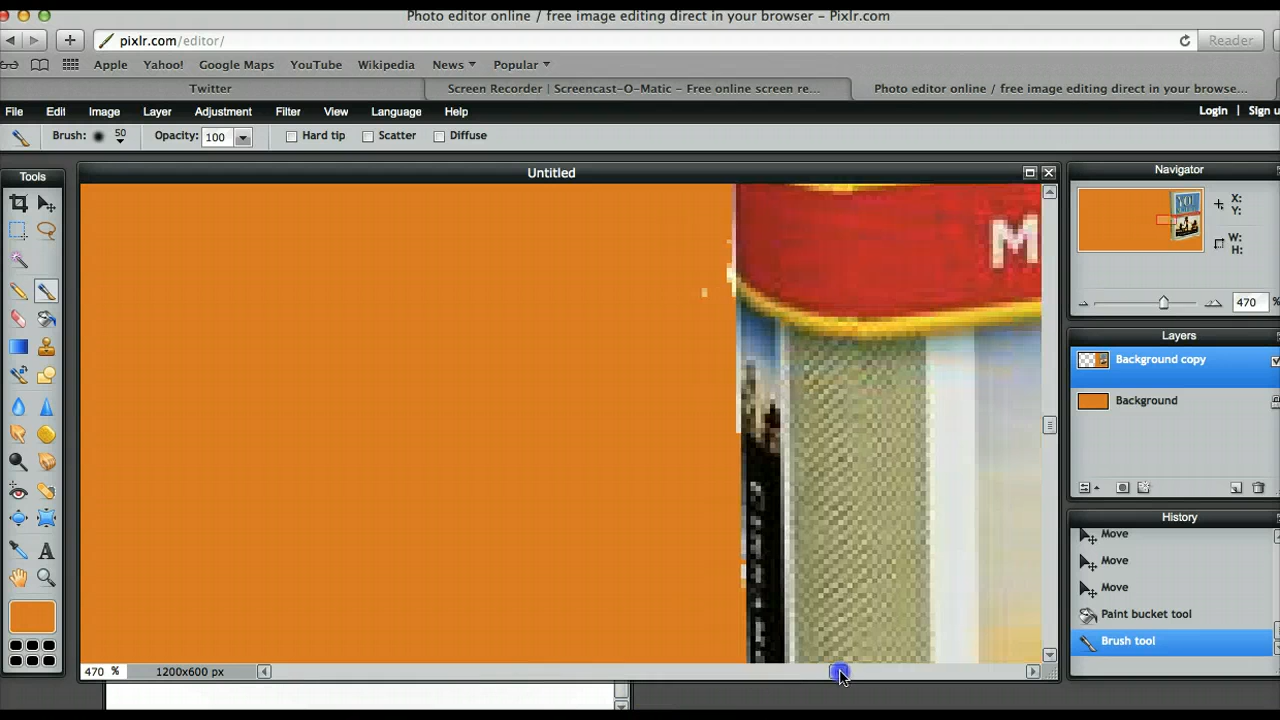 Photo editor online / free image editing direct in your browser - Pixlr.com
pixlr.com/editor/
Reader
Apple Yahoo! Google Maps YouTube Wikipedia News Popular
Twitter
Screen Recorder | Screencast-O-Matic – Free online screen re...
Photo editor online / free image editing direct in your browse...
File Edit Image Layer Adjustment Filter View Language Help
Login | Sign u
Brush: 50 Opacity: 100 Hard tip Scatter Diffuse
Tools
Untitled
Navigator
YOU
X:
Y:
W:
H:
470 %
M
Layers
Background copy
Background
History
Move
Move
Move
Paint bucket tool
Brush tool
470 % 1200x600 px